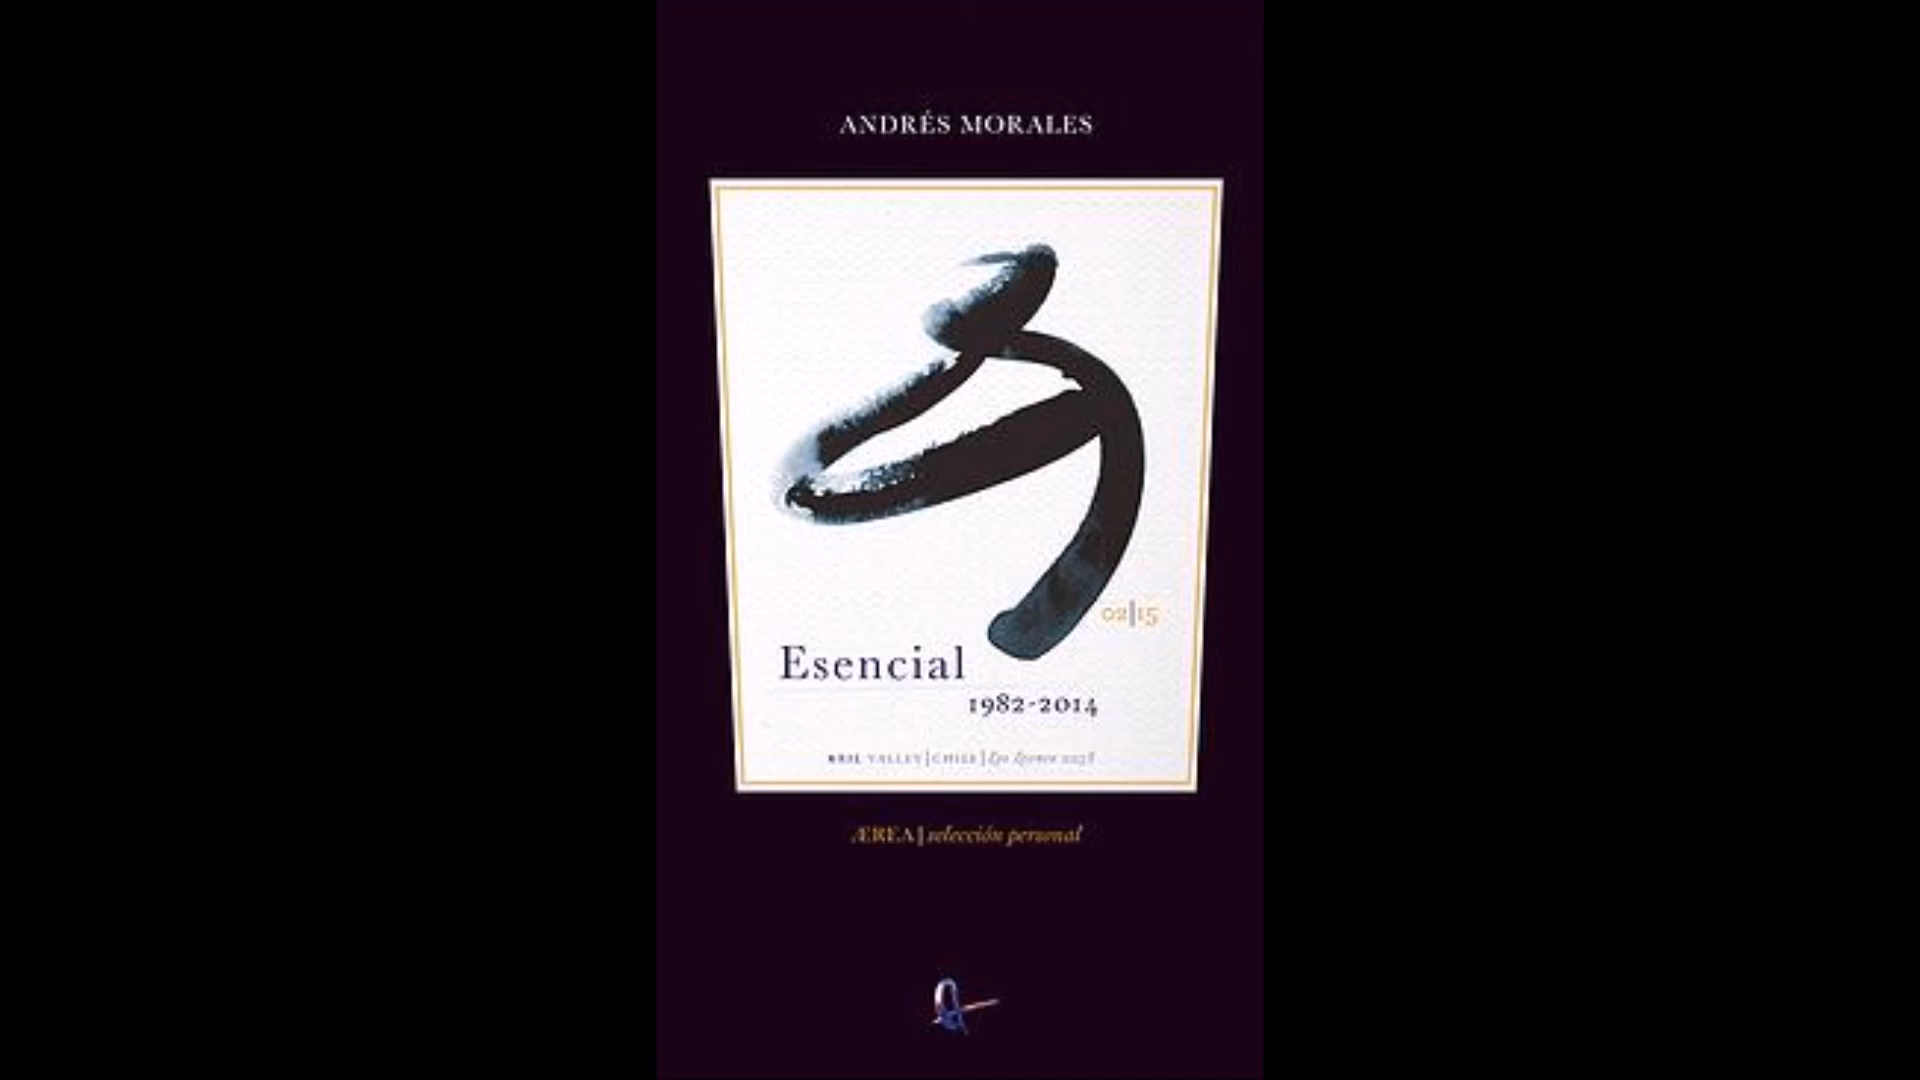 ANDRÉS MORALES
02|15
Esencial
1982-2014
VALLEY|CHILE|
ÆREA|selección personal